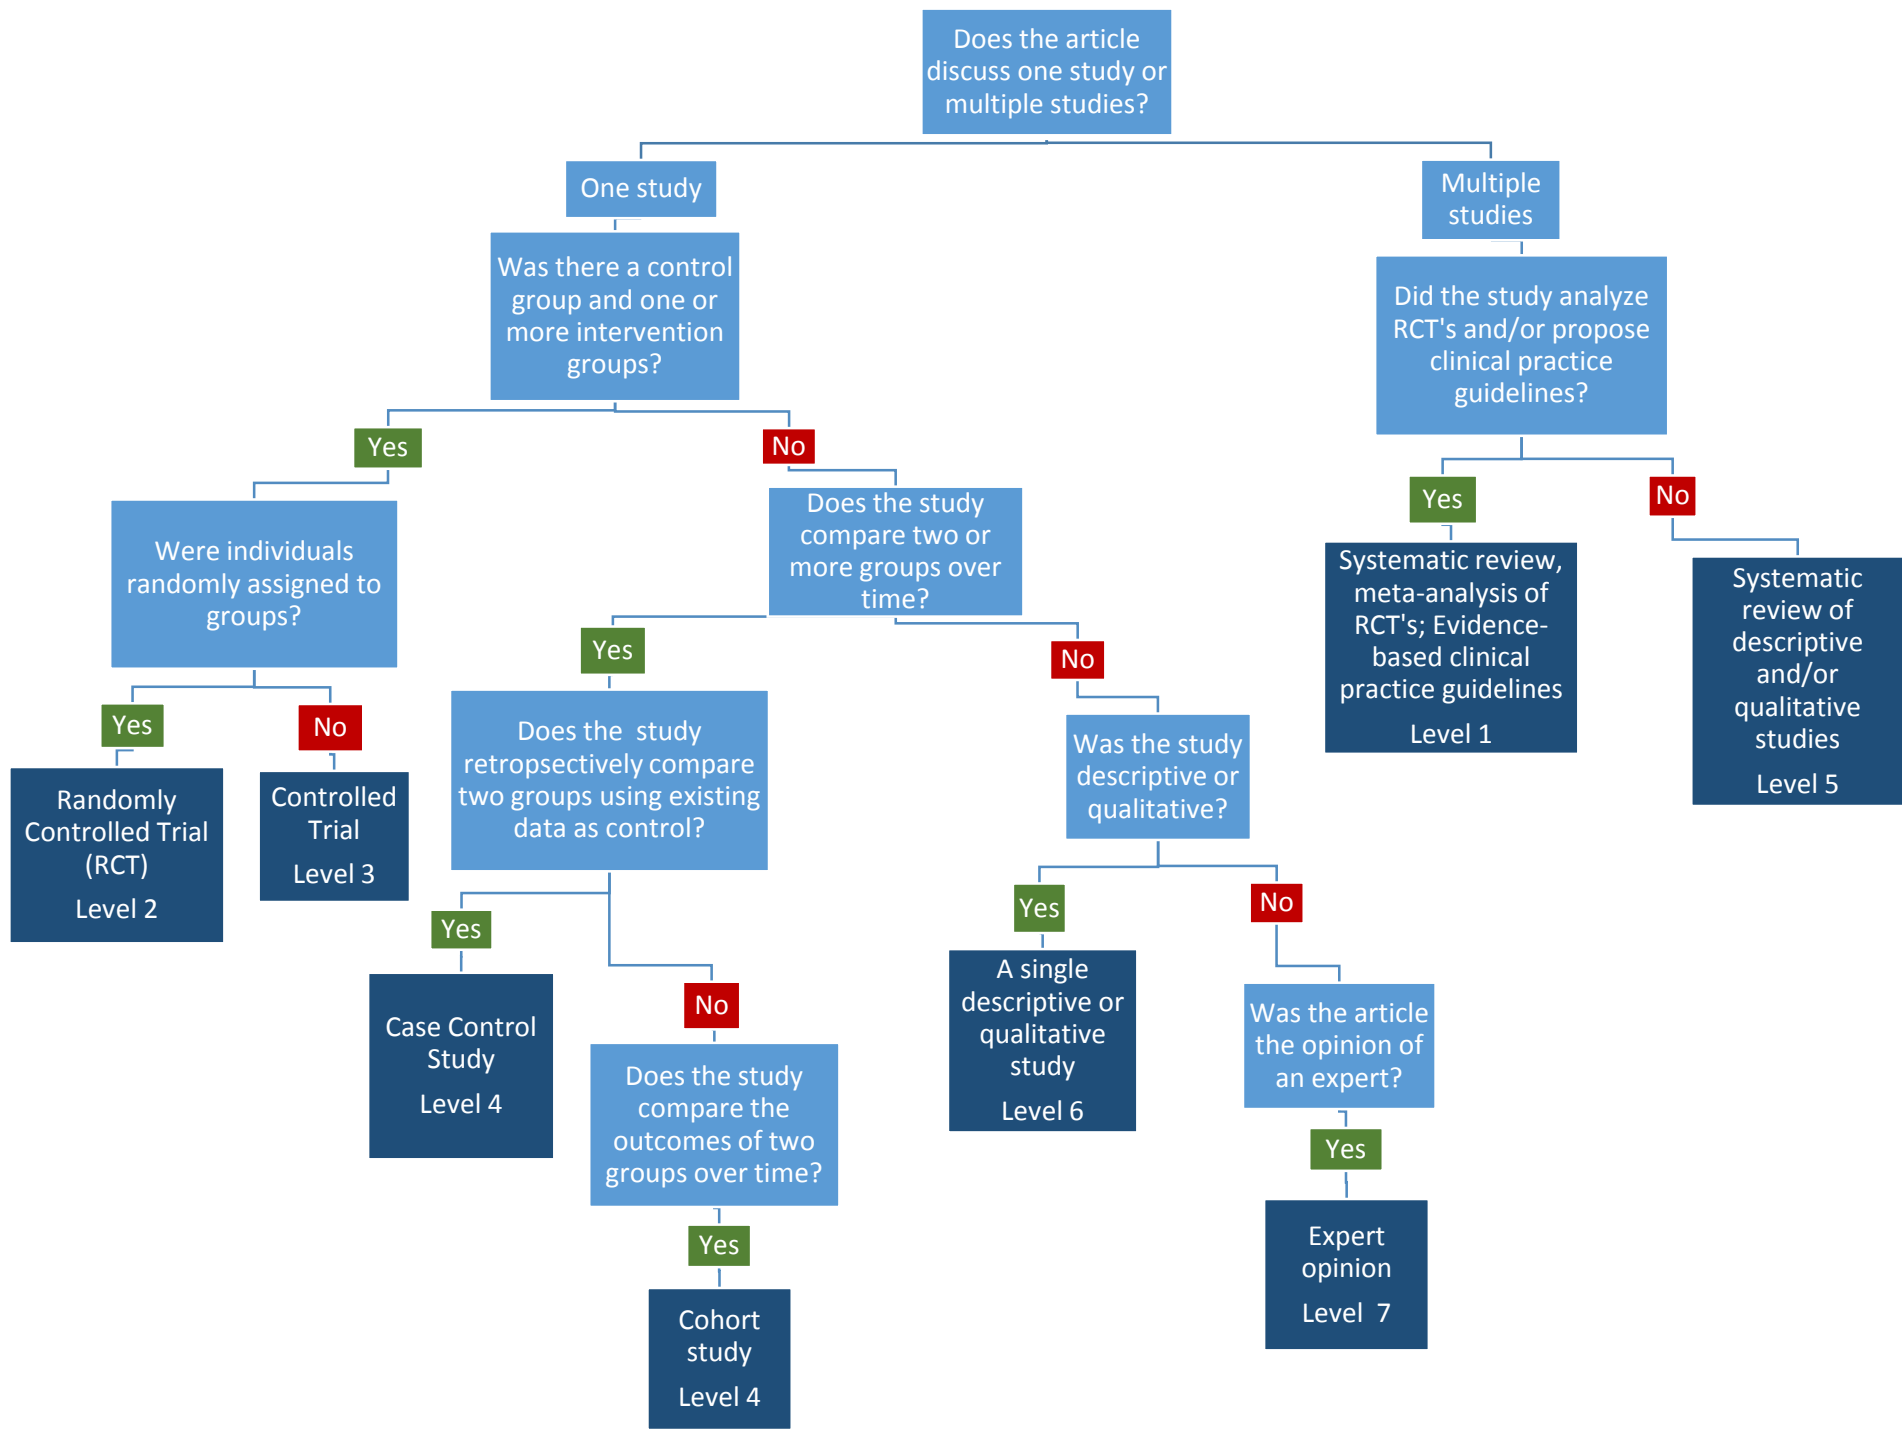 Does the article
discuss one study or
multiple studies?
One study
Multiple
studies
Was there a control
group and one or
more intervention
groups?
Did the study analyze
RCT's and/or propose
clinical practice
guidelines?
Yes
No
Yes
No
Were individuals
randomly assigned to
groups?
Does the study
compare two or
more groups over
time?
Systematic review,
meta-analysis of
RCT's; Evidence-
based clinical
practice guidelines
Level 1
Systematic
review of
descriptive
and/or
qualitative
studies
Level 5
Yes
No
Yes
No
Randomly
Controlled Trial
(RCT)
Level 2
Controlled
Trial
Level 3
Does the  study
retropsectively compare
two groups using existing
data as control?
Was the study
descriptive or
qualitative?
Yes
No
Yes
No
Case Control
Study
Level 4
Does the study
compare the
outcomes of two
groups over time?
A single
descriptive or
qualitative
study
Level 6
Was the article
the opinion of
an expert?
Yes
Yes
Cohort
study
Level 4
Expert
opinion
Level  7